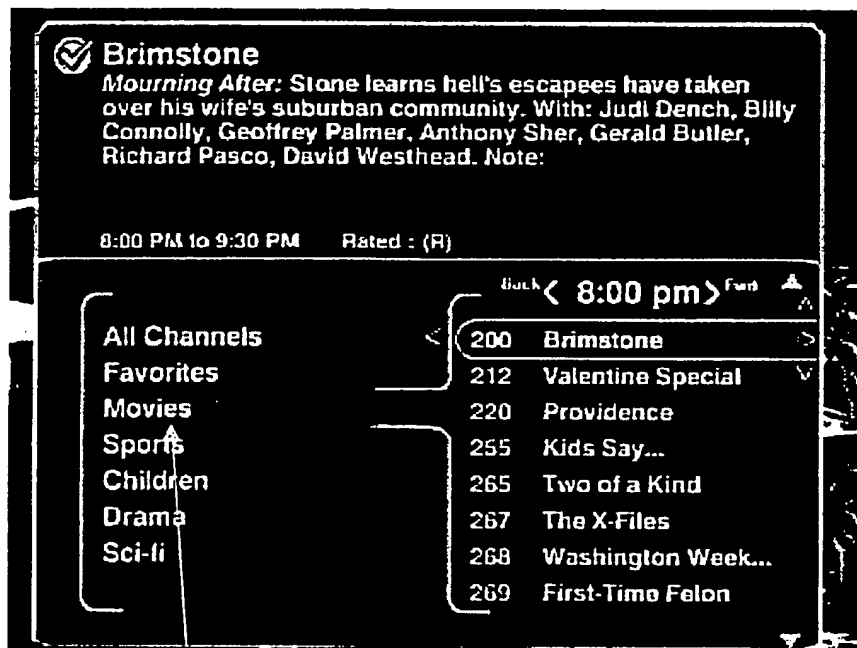 Brimstone
Mourning After: Stone learns hell's escapees have taken
over his wife's suburban community. With: Judi Dench, Billy
Connolly, Geoffrey Palmer, Anthony Sher, Gerald Butler,
Richard Pasco, David Westhead. Note:
8:00 PM to 9:30 PM Rated : (R)
Back < 8:00 pm > Fwd
All Channels
Favorites
Movies
Sports
Children
Drama
Sci-fi
200 Brimstone
212 Valentine Special
220 Providence
255 Kids Say...
265 Two of a Kind
267 The X-Files
268 Washington Week...
269 First-Time Felon